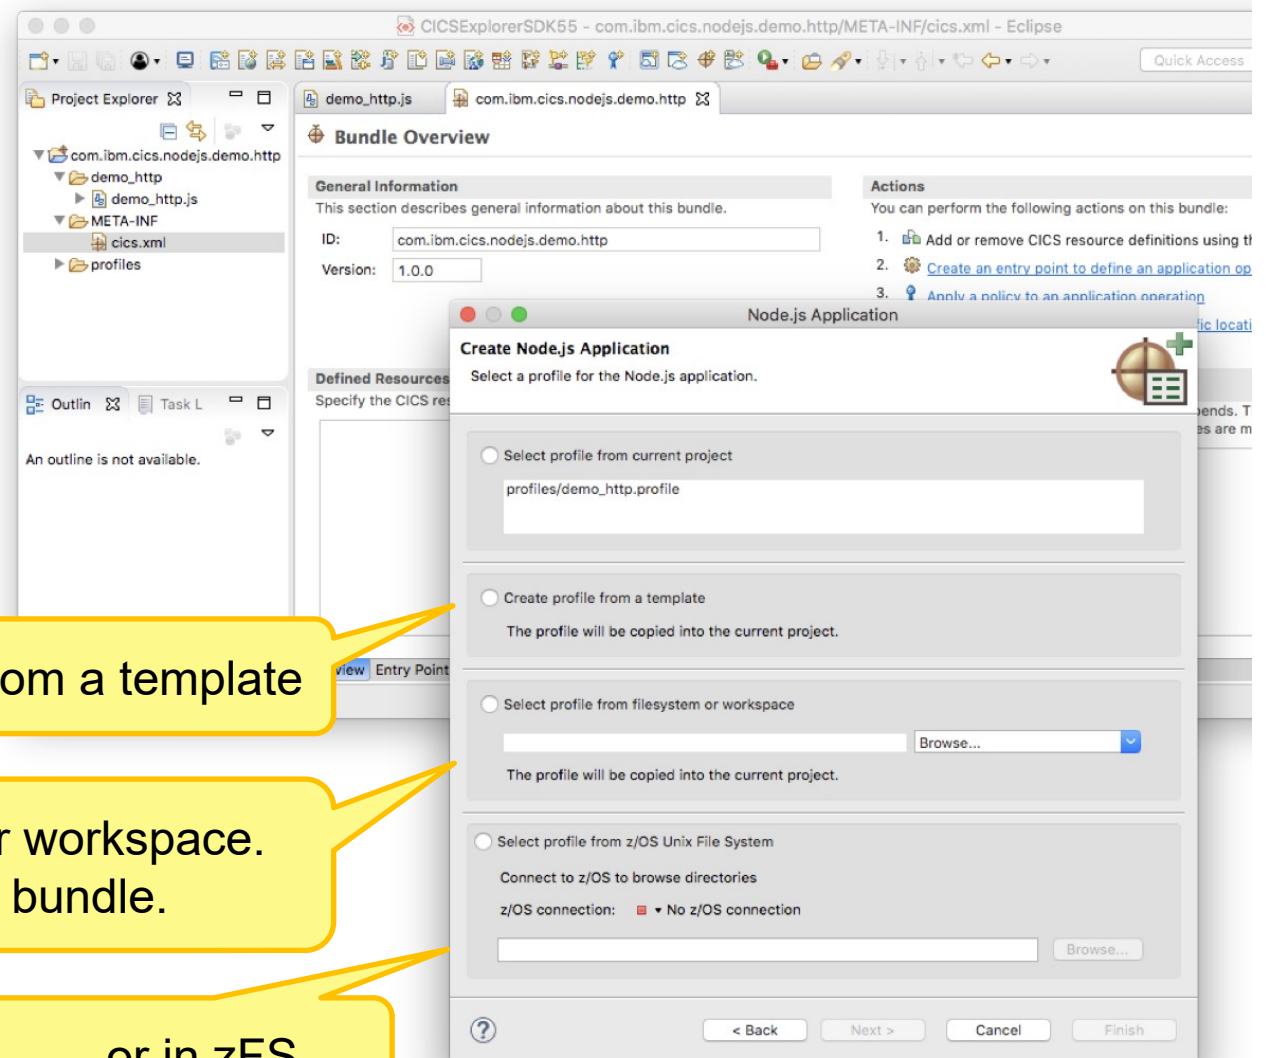 CICSExplorerSDK55 - com.ibm.cics.nodejs.demo.http/META-INF/cics.xml - Eclipse
Quick Access
Project Explorer
demo_http.js
com.ibm.cics.nodejs.demo.http
com.ibm.cics.nodejs.demo.http
demo_http
demo_http.js
META-INF
cics.xml
profiles
Outlin
Task L
An outline is not available.
Bundle Overview
General Information
This section describes general information about this bundle.
ID: com.ibm.cics.nodejs.demo.http
Version: 1.0.0
Actions
You can perform the following actions on this bundle:
1. Add or remove CICS resource definitions using th
2. Create an entry point to define an application op
3. Apply a policy to an application operation
fic locati
Defined Resources
Specify the CICS res
pends. T
es are m
view Entry Point
Node.js Application
Create Node.js Application
Select a profile for the Node.js application.
Select profile from current project
profiles/demo_http.profile
Create profile from a template
The profile will be copied into the current project.
Select profile from filesystem or workspace
Browse...
The profile will be copied into the current project.
Select profile from z/OS Unix File System
Connect to z/OS to browse directories
z/OS connection: No z/OS connection
Browse...
?
< Back
Next >
Cancel
Finish
om a template
r workspace.
bundle.
or in zFS